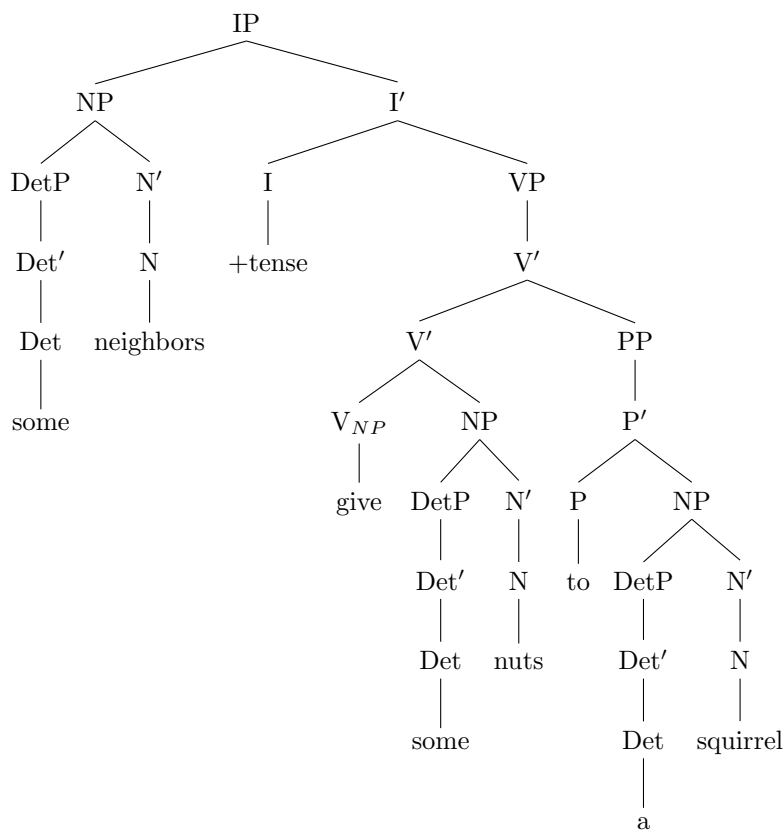 IP
NP I′
DetP N′ I VP
Det′ N +tense V′
Det neighbors V′ PP
some V_NP NP P′
give DetP N′ P NP
Det′ N to DetP N′
Det nuts Det′ N
some Det squirrel
a